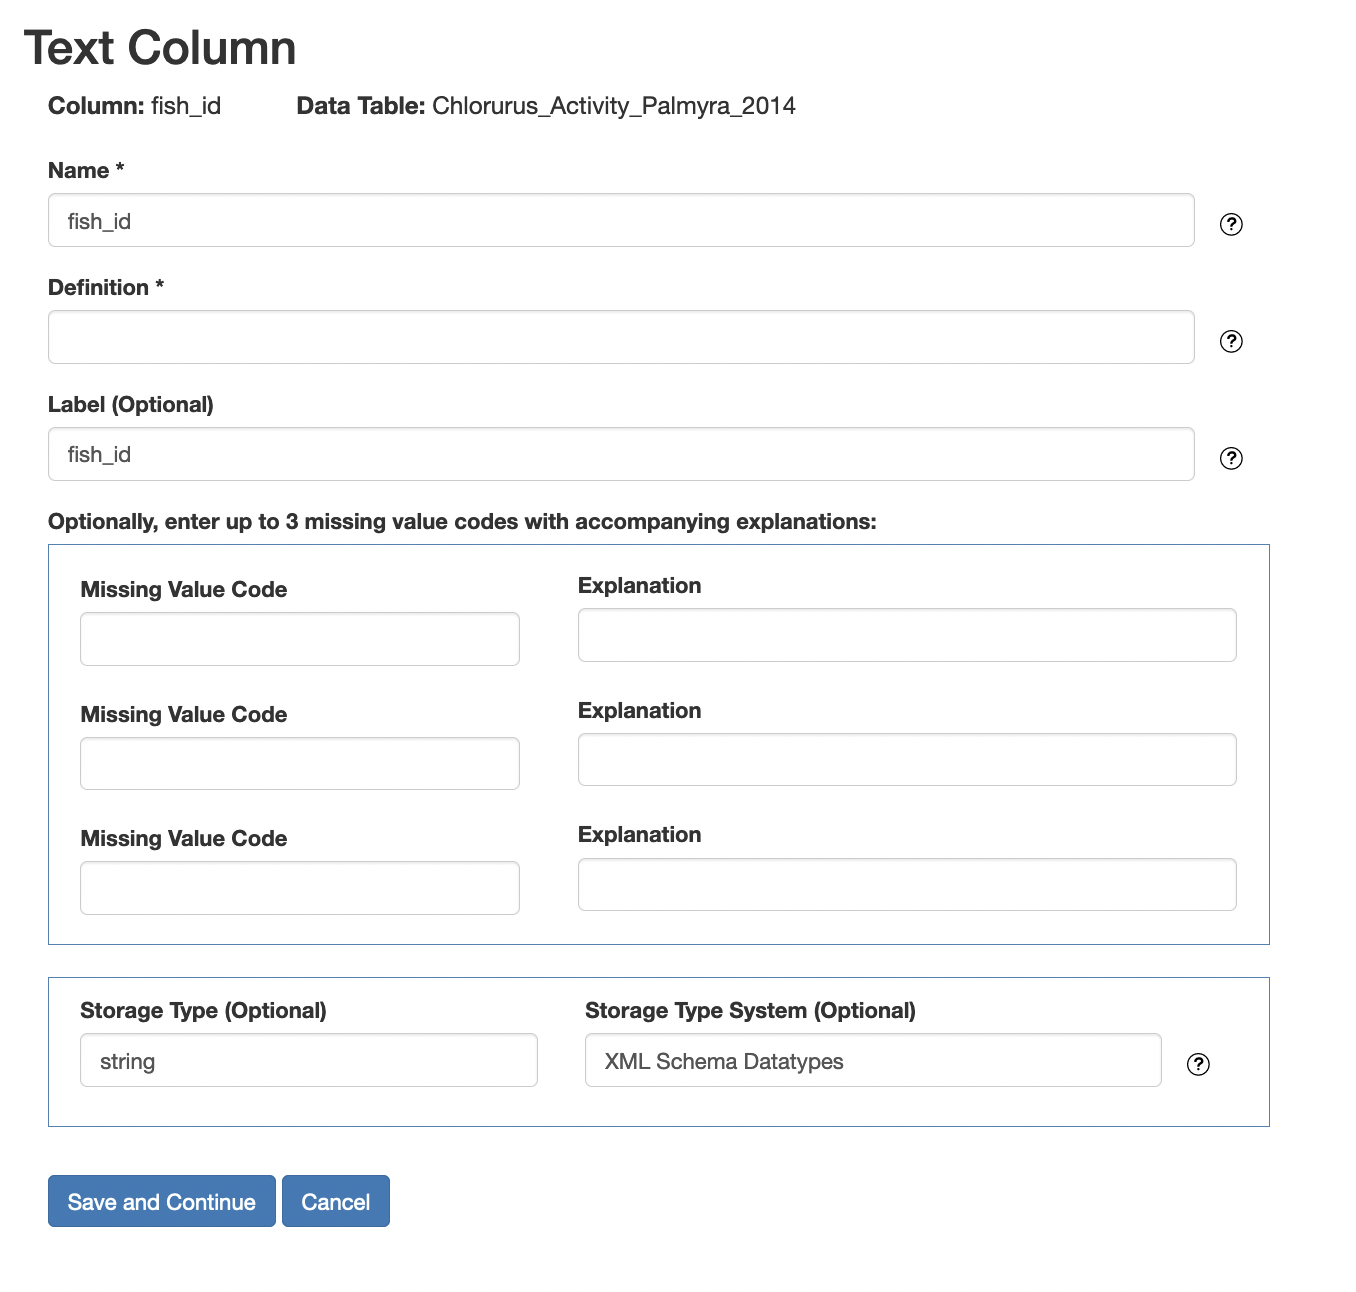 Text Column
Column: fish_id Data Table: Chlorurus_Activity_Palmyra_2014
Name *
fish_id
?
Definition *
?
Label (Optional)
fish_id
?
Optionally, enter up to 3 missing value codes with accompanying explanations:
Missing Value Code Explanation
Missing Value Code Explanation
Missing Value Code Explanation
Storage Type (Optional) Storage Type System (Optional)
string XML Schema Datatypes ?
Save and Continue Cancel